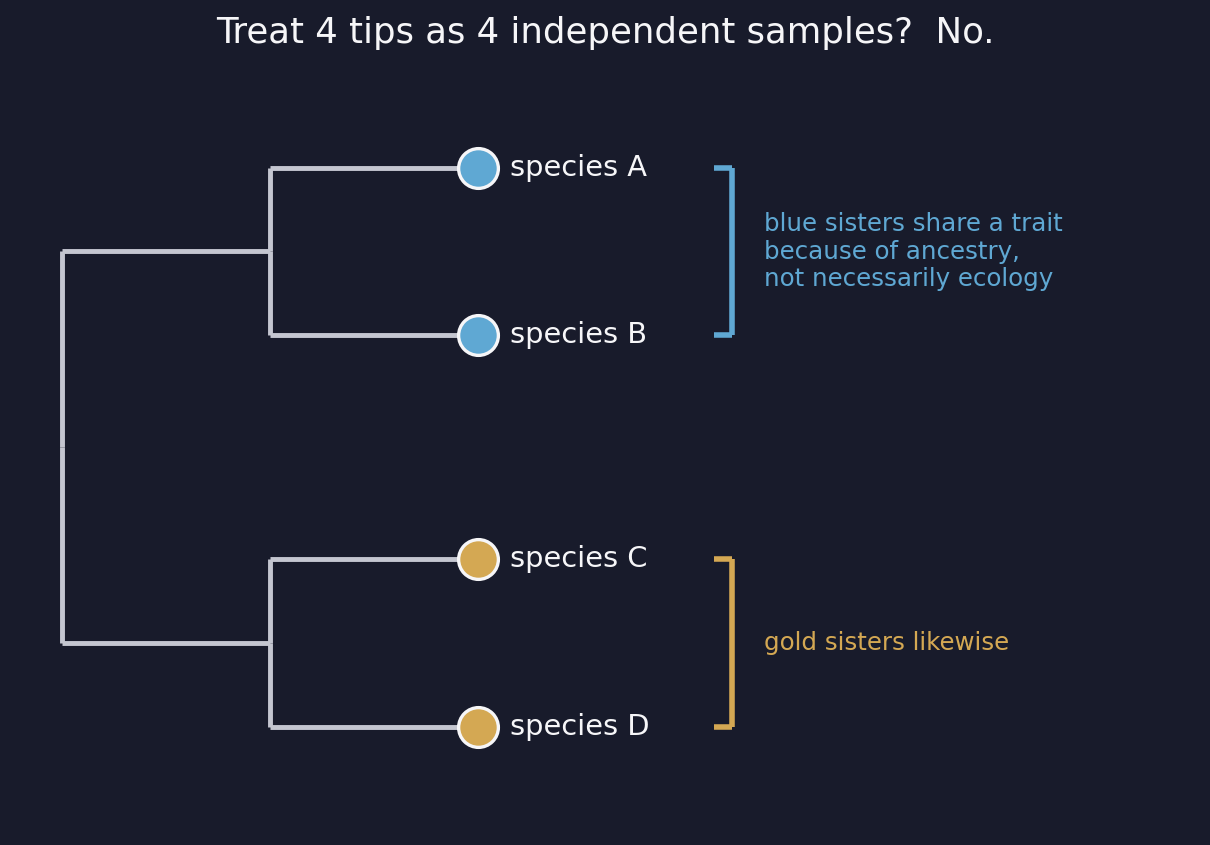 Treat 4 tips as 4 independent samples?  No.
species A
blue sisters share a trait
because of ancestry,
not necessarily ecology
species B
species C
gold sisters likewise
species D